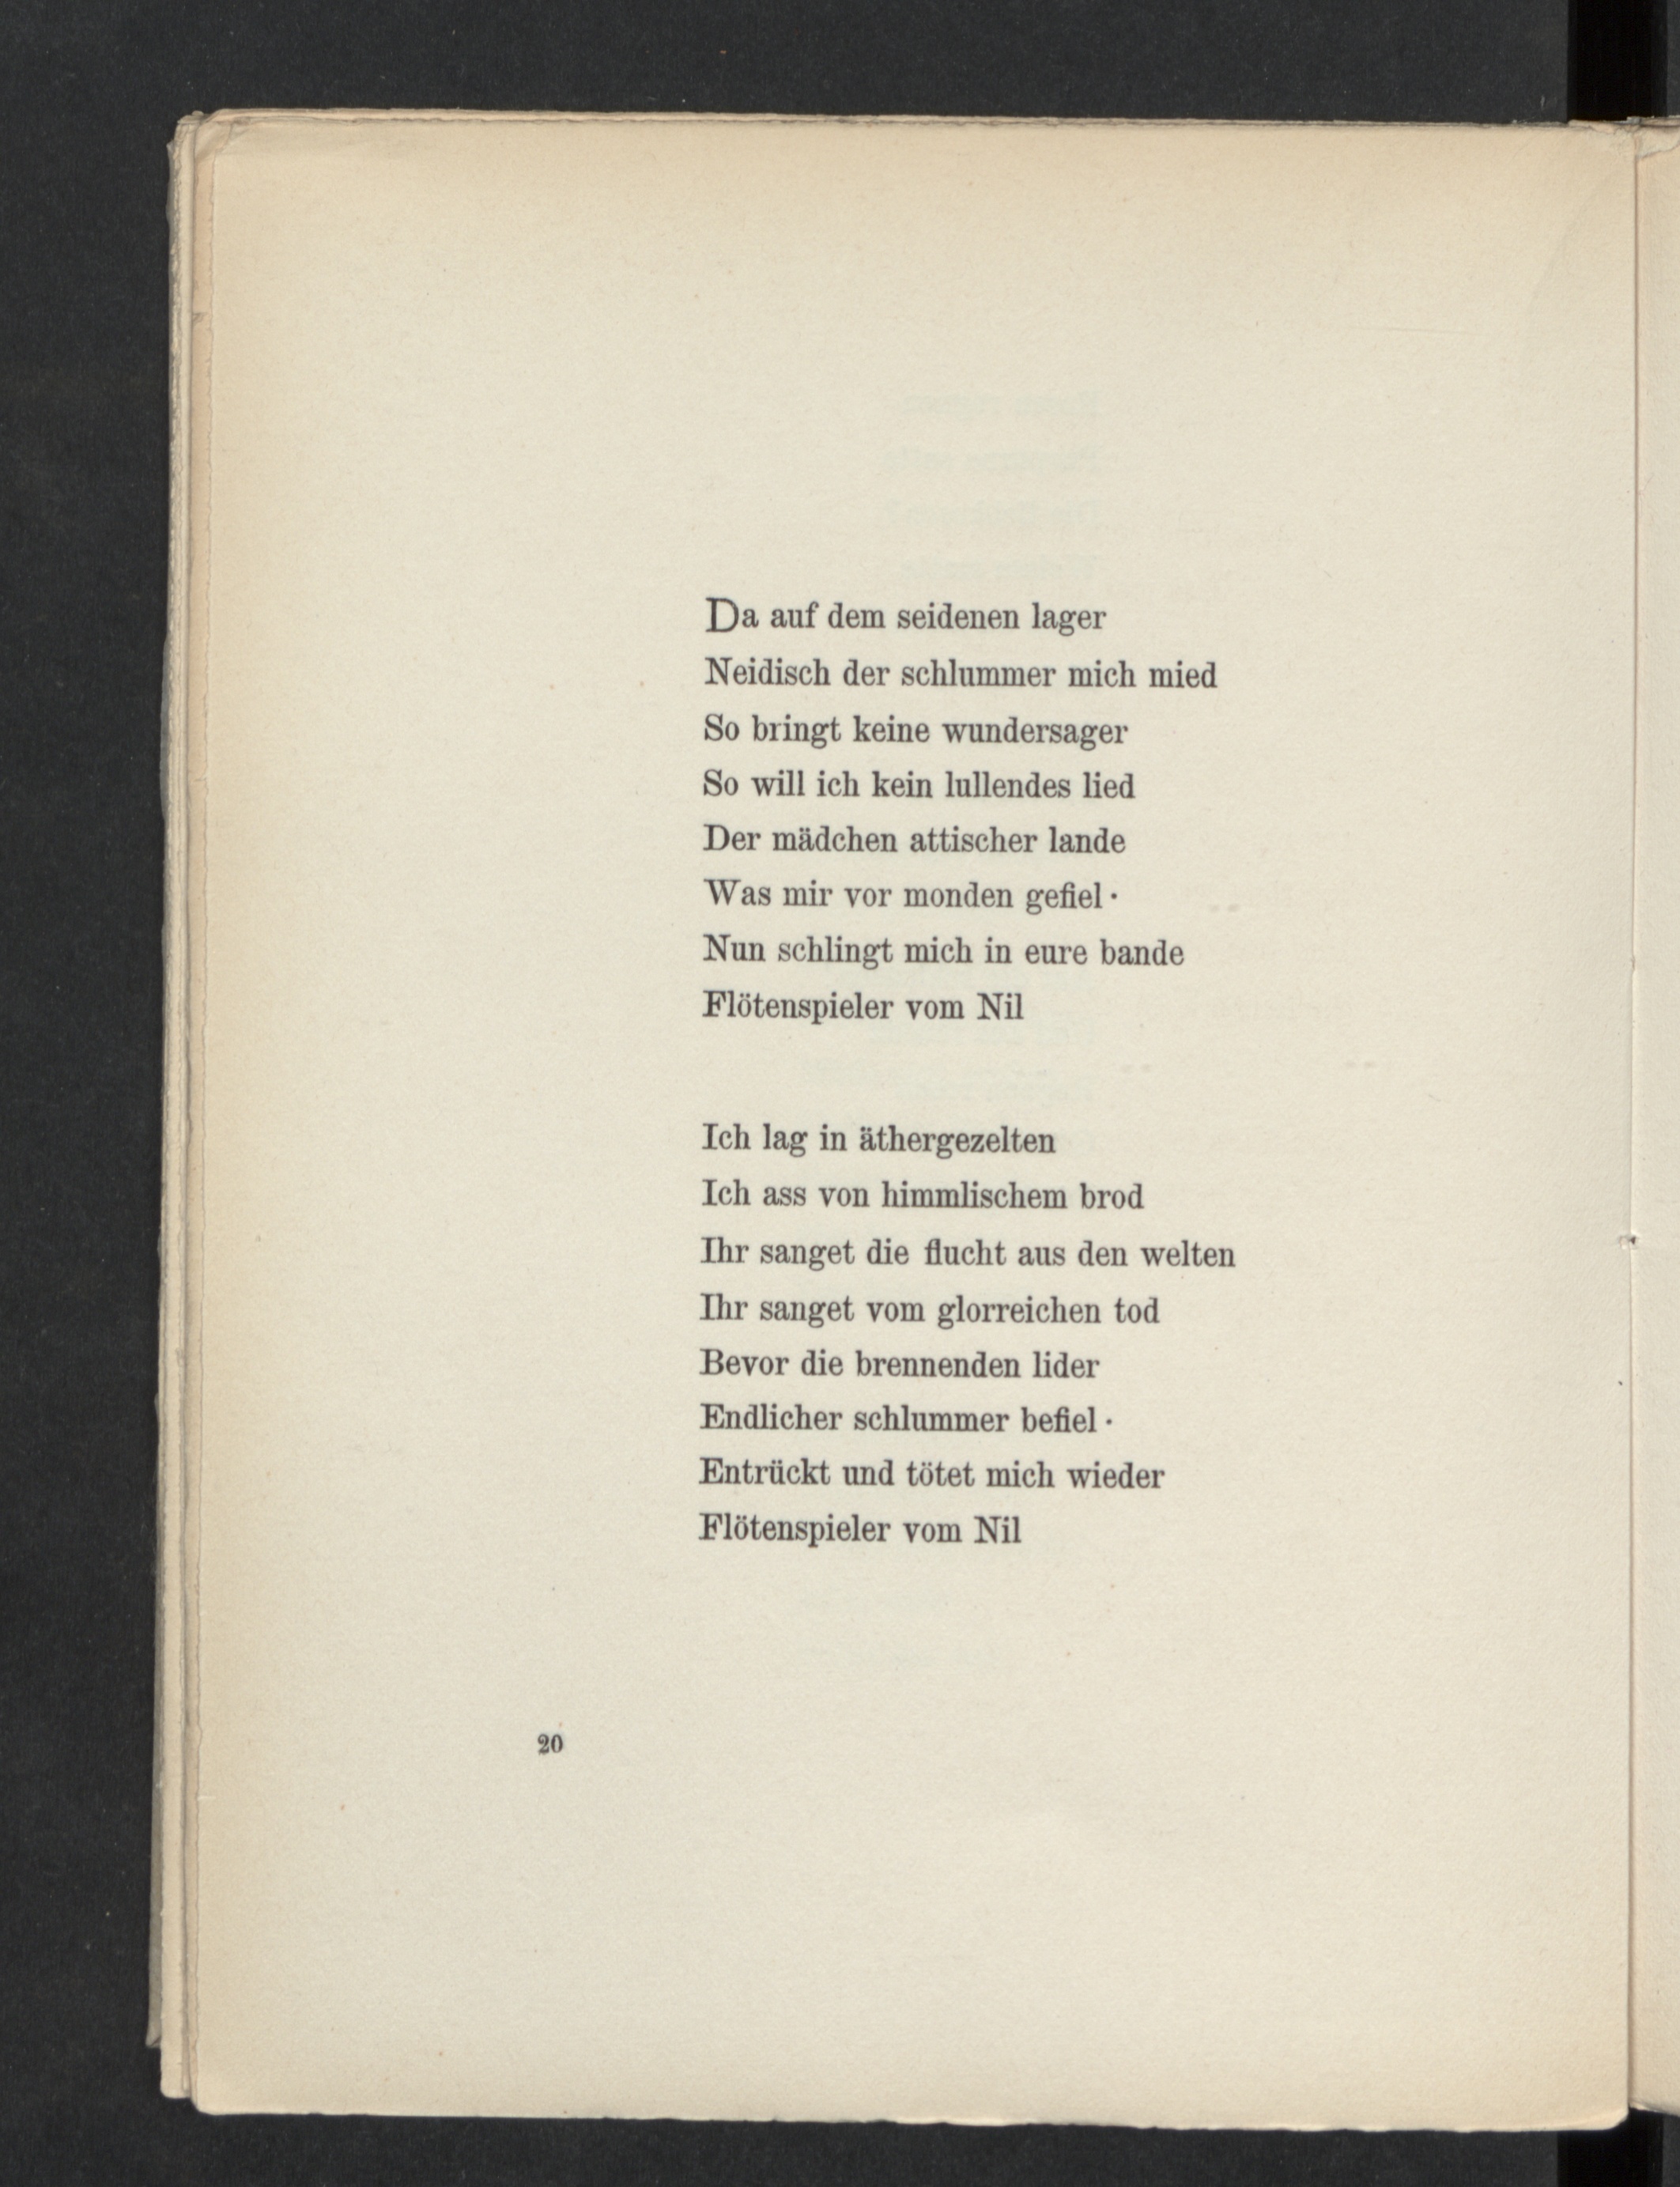 Da auf dem seidenen lager
Neidisch der schlummer mich mied
So bringt keine wundersager
So will ich kein lullendes lied
Der mädchen attischer lande
Was mir vor monden gefiel ·
Nun schlingt mich in eure bande
Flötenspieler vom Nil
Ich lag in äthergezelten
Ich ass von himmlischem brod
Ihr sanget die flucht aus den welten
Ihr sanget vom glorreichen tod
Bevor die brennenden lider
Endlicher schlummer befiel ·
Entrückt und tötet mich wieder
Flötenspieler vom Nil
20